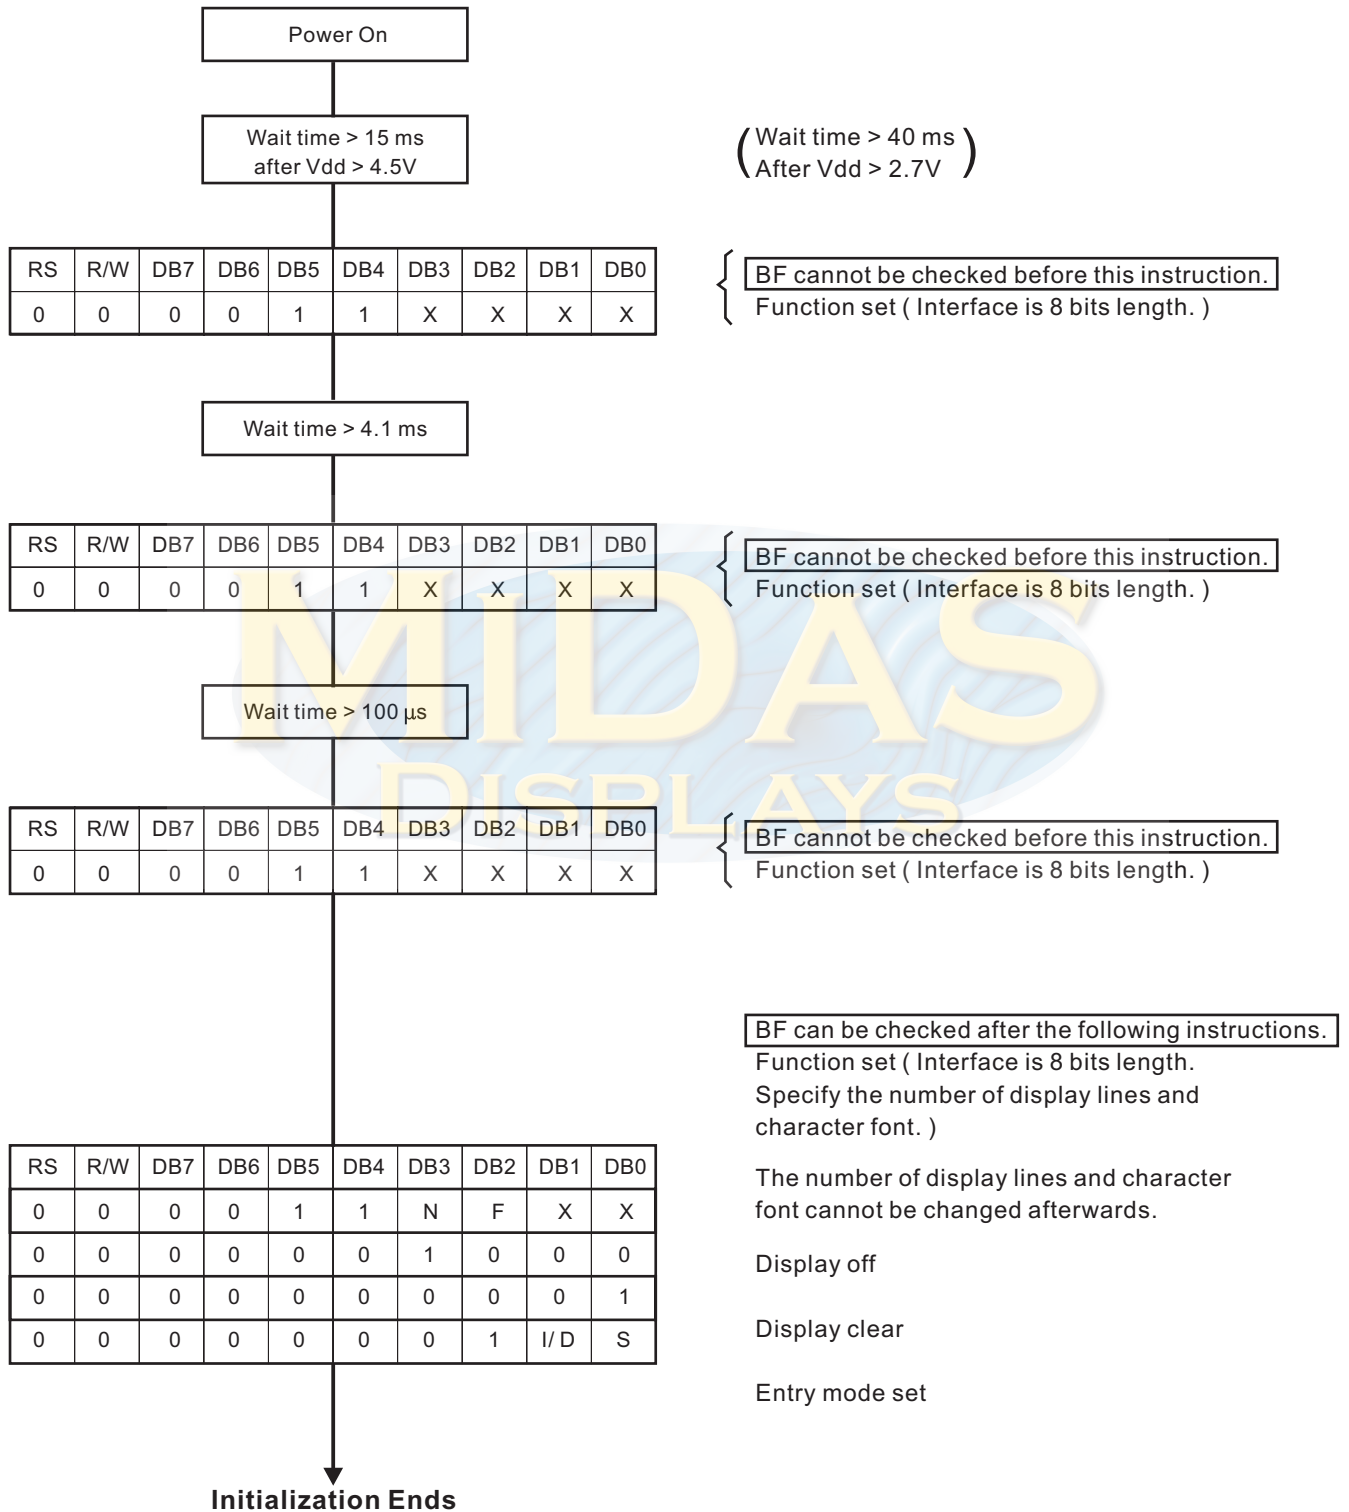 Power On
Wait time > 15 ms
after Vdd > 4.5V
(Wait time > 40 ms
After Vdd > 2.7V )
RS R/W DB7 DB6 DB5 DB4 DB3 DB2 DB1 DB0
0 0 0 0 1 1 X X X X
BF cannot be checked before this instruction.
Function set ( Interface is 8 bits length. )
Wait time > 4.1 ms
RS R/W DB7 DB6 DB5 DB4 DB3 DB2 DB1 DB0
0 0 0 0 1 1 X X X X
BF cannot be checked before this instruction.
Function set ( Interface is 8 bits length. )
Wait time > 100 µs
MIDAS
DISPLAYS
RS R/W DB7 DB6 DB5 DB4 DB3 DB2 DB1 DB0
0 0 0 0 1 1 X X X X
BF cannot be checked before this instruction.
Function set ( Interface is 8 bits length. )
BF can be checked after the following instructions.
Function set ( Interface is 8 bits length.
Specify the number of display lines and
character font. )
The number of display lines and character
font cannot be changed afterwards.
Display off
Display clear
Entry mode set
RS R/W DB7 DB6 DB5 DB4 DB3 DB2 DB1 DB0
0 0 0 0 1 1 N F X X
0 0 0 0 0 0 1 0 0 0
0 0 0 0 0 0 0 0 0 1
0 0 0 0 0 0 0 1 I/D S
Initialization Ends